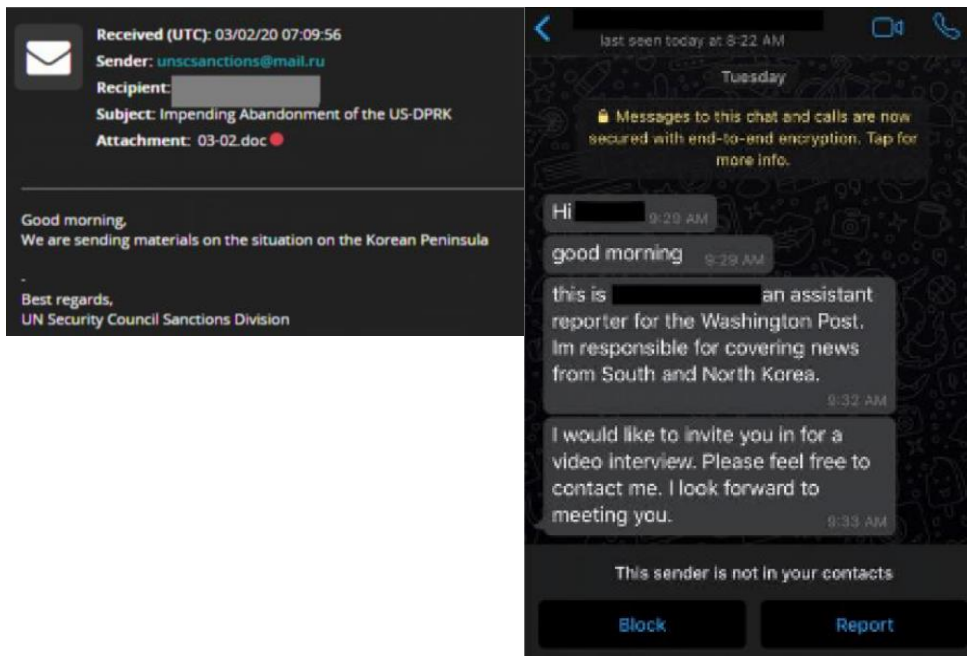 Received (UTC): 03/02/20 07:09:56
Sender: unscsanctions@mail.ru
Recipient:
Subject: Impending Abandonment of the US-DPRK
Attachment: 03-02.doc
Good morning,
We are sending materials on the situation on the Korean Peninsula
-
Best regards,
UN Security Council Sanctions Division
last seen today at 8:22 AM
Tuesday
Messages to this chat and calls are now
secured with end-to-end encryption. Tap for
more info.
Hi 9:29 AM
good morning 9:29 AM
this is an assistant
reporter for the Washington Post.
Im responsible for covering news
from South and North Korea.
9:32 AM
I would like to invite you in for a
video interview. Please feel free to
contact me. I look forward to
meeting you.
9:33 AM
This sender is not in your contacts
Block Report